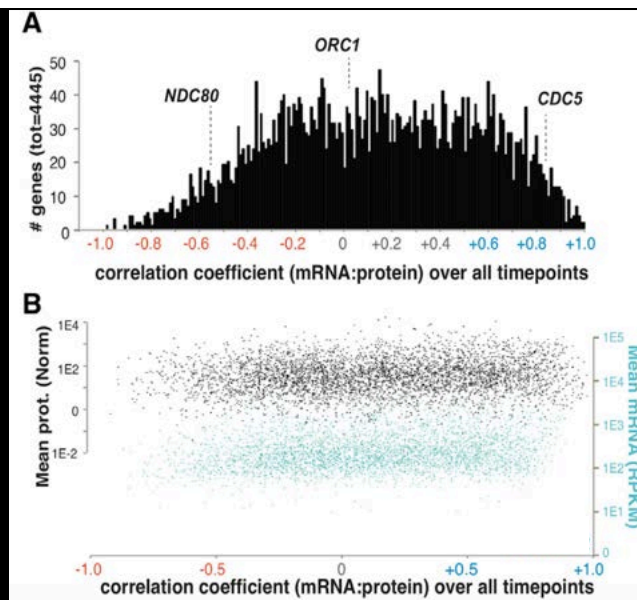 A
ORC1
NDC80
CDC5
# genes (tot=4445)
50
40
30
20
10
0
-1.0 -0.8 -0.6 -0.4 -0.2 0 +0.2 +0.4 +0.6 +0.8 +1.0
correlation coefficient (mRNA:protein) over all timepoints
B
Mean prot. (Norm)
1E4
1E2
0
1E-2
1E5
1E4
1E3
1E2
1E1
0
Mean mRNA (RPKM)
-1.0 -0.5 0 +0.5 +1.0
correlation coefficient (mRNA:protein) over all timepoints